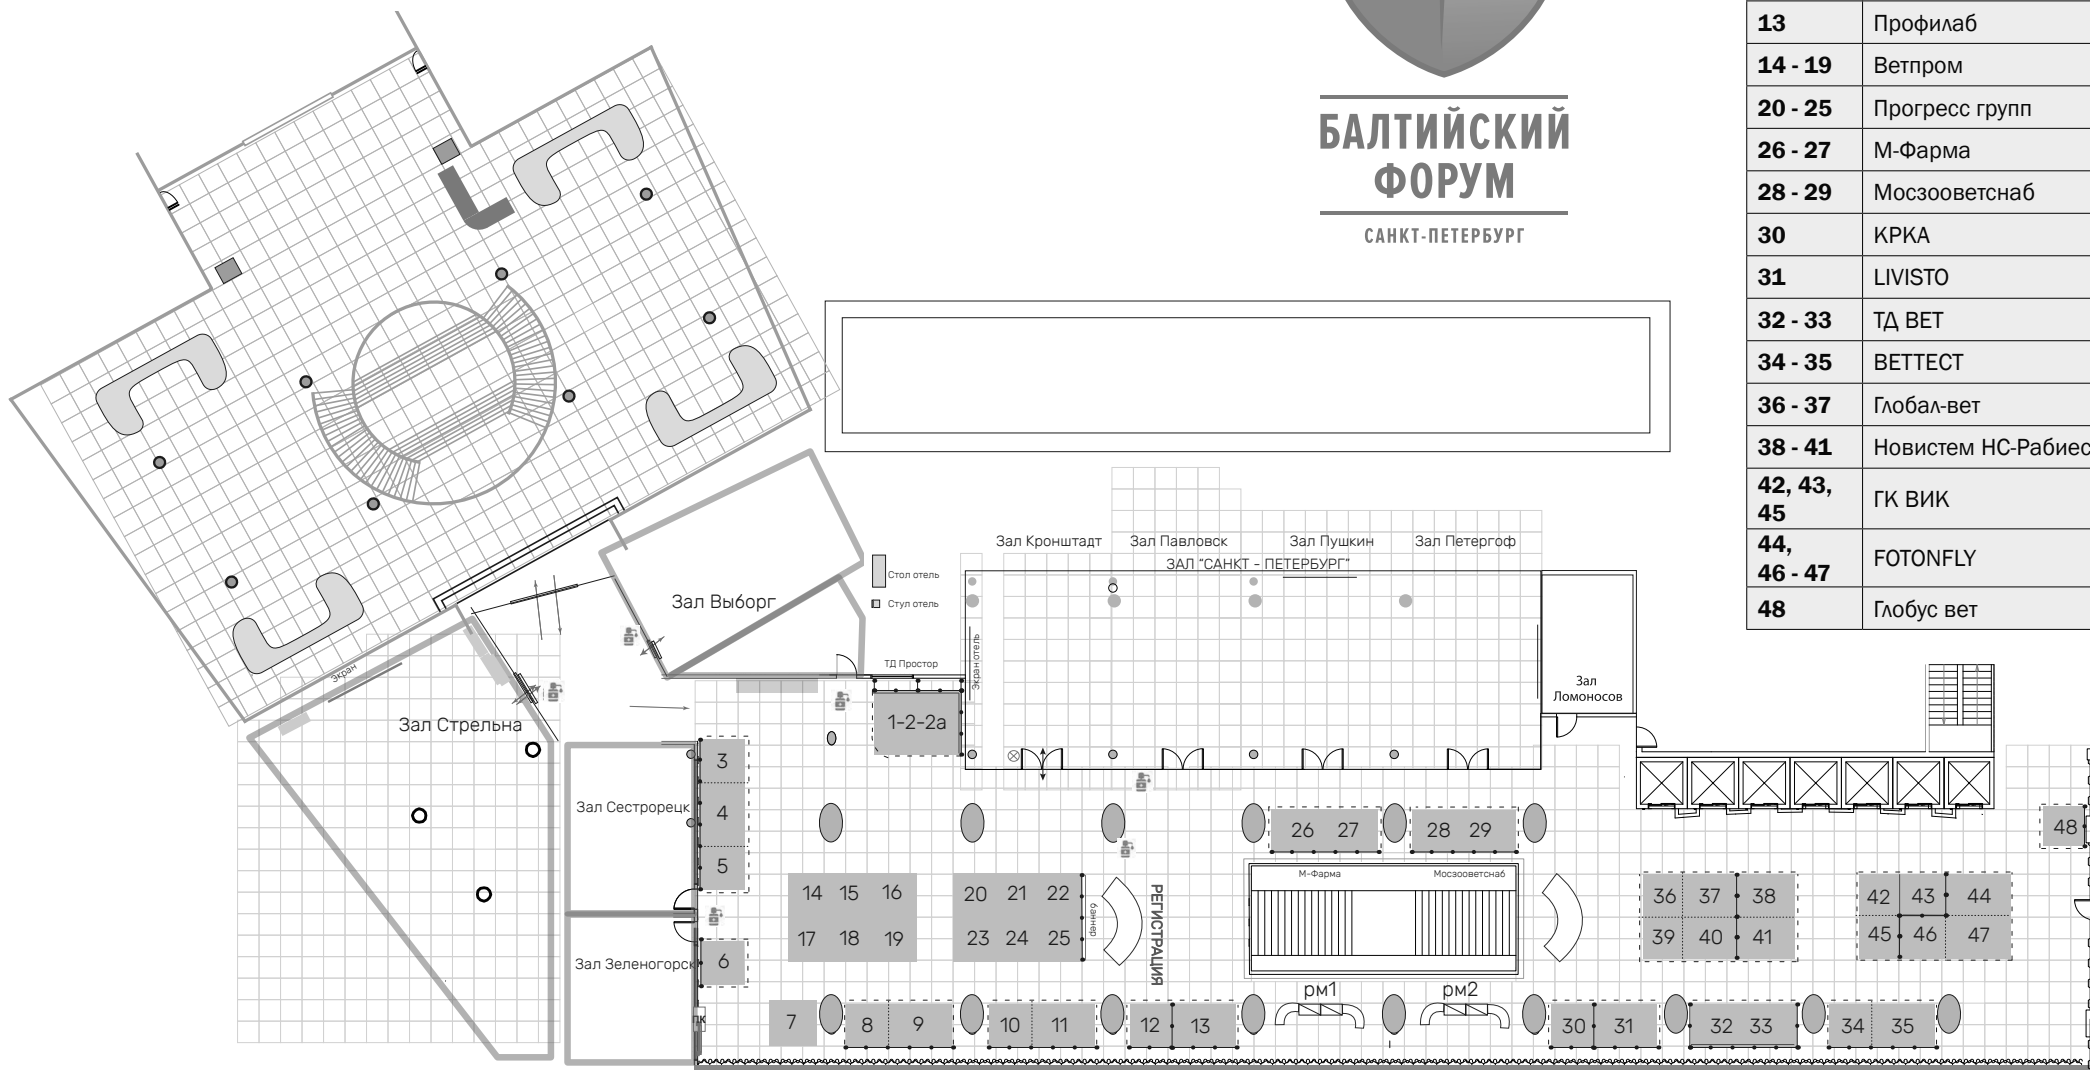 БАЛТИЙСКИЙ
ФОРУМ
САНКТ-ПЕТЕРБУРГ
13 Профилаб
14 - 19 Ветпром
20 - 25 Прогресс групп
26 - 27 М-Фарма
28 - 29 Мосзооветснаб
30 КРКА
31 LIVISTO
32 - 33 ТД ВЕТ
34 - 35 ВЕТТЕСТ
36 - 37 Глобал-вет
38 - 41 Новистем НС-Рабиес
42, 43,
45 ГК ВИК
44,
46 - 47 FOTONFLY
48 Глобус вет
Зал Кронштадт Зал Павловск Зал Пушкин Зал Петергоф
ЗАЛ "САНКТ - ПЕТЕРБУРГ"
Стол отель
Стул отель
Зал Выборг
ТД Простор
Экран отель
Экран
Зал
Ломоносов
Зал Стрельна
1-2-2а
3
4
5
Зал Сестрорецк
26 27 28 29
48
М-Фарма Мосзооветснаб
14 15 16
17 18 19
20 21 22
23 24 25
баннер
РЕГИСТРАЦИЯ
36 37 38
39 40 41
42 43 44
45 46 47
Зал Зеленогорск
6
рм1 рм2
ПК
7 8 9 10 11 12 13 30 31 32 33 34 35